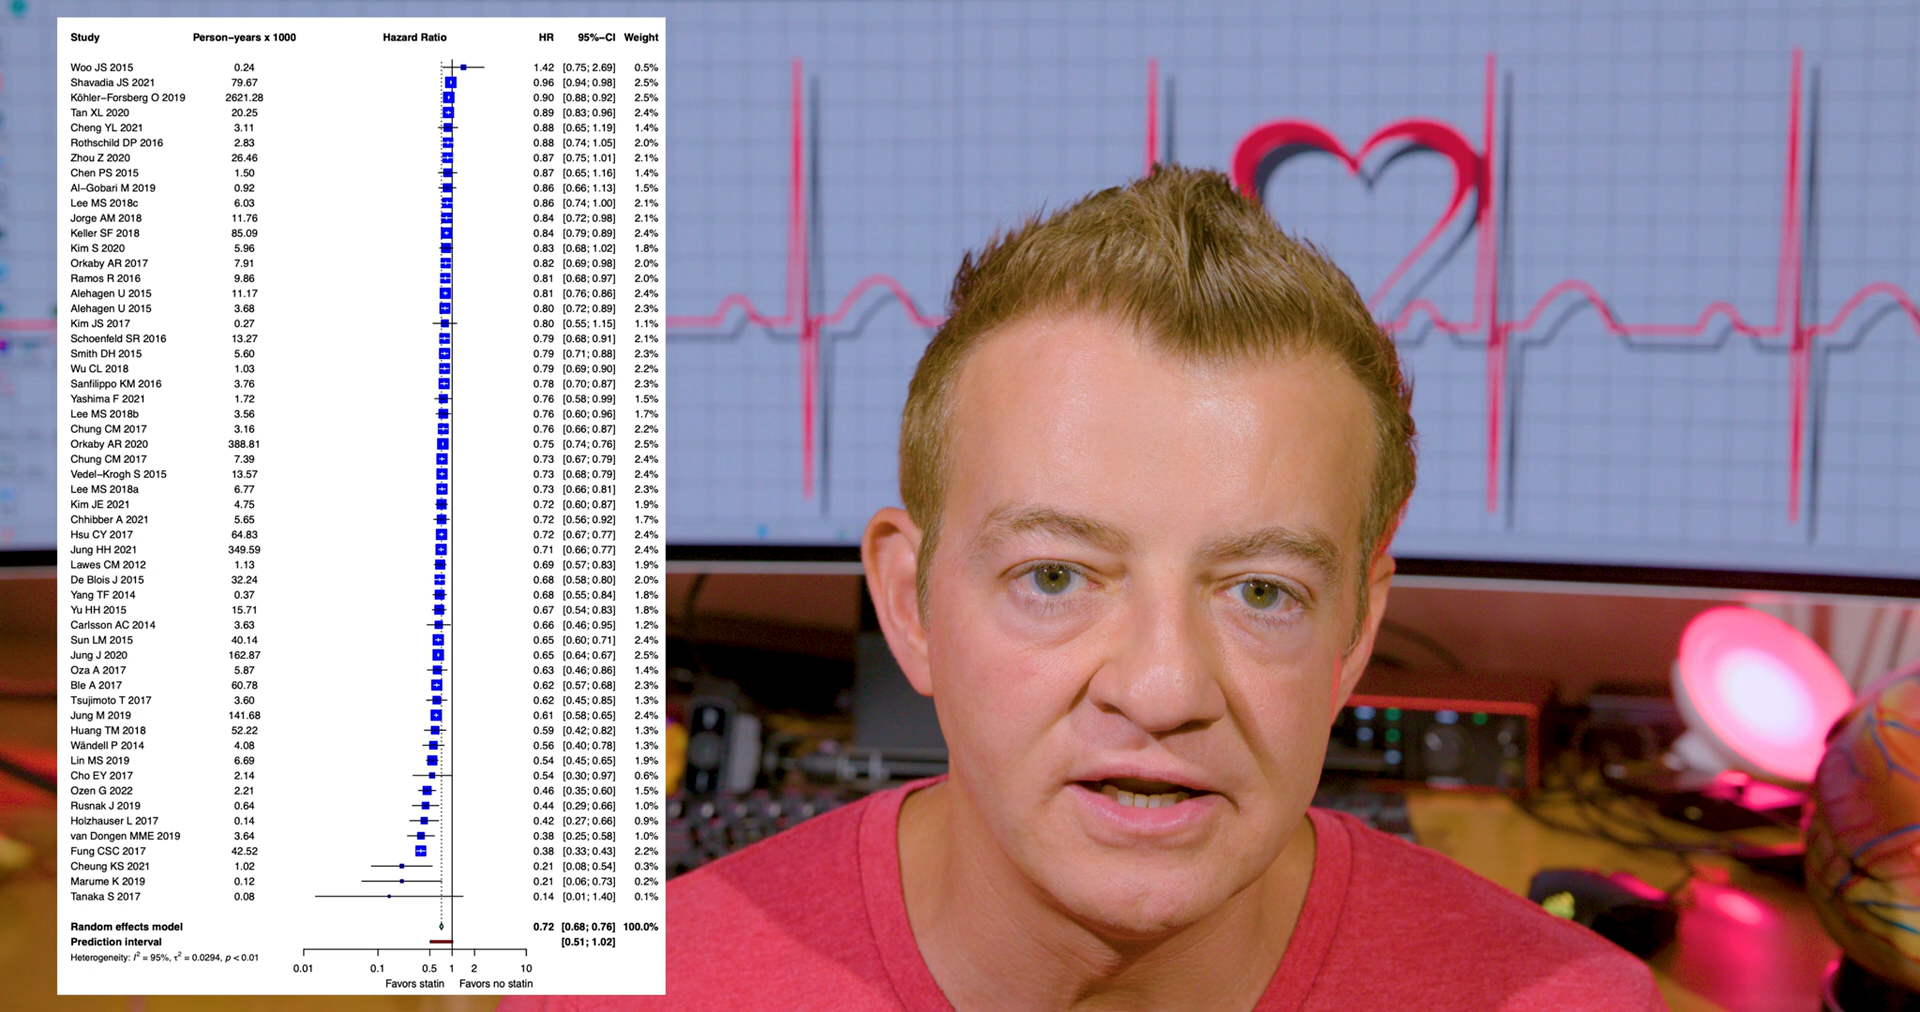 Study Person−years x 1000 Hazard Ratio HR 95%−CI Weight
Woo JS 2015 0.24 1.42 [0.75; 2.69] 0.5%
Shavadia JS 2021 79.67 0.96 [0.94; 0.98] 2.5%
Köhler−Forsberg O 2019 2621.28 0.90 [0.88; 0.92] 2.5%
Tan XL 2020 20.25 0.89 [0.83; 0.96] 2.4%
Cheng YL 2021 3.11 0.88 [0.65; 1.19] 1.4%
Rothschild DP 2016 2.83 0.88 [0.74; 1.05] 2.0%
Zhou Z 2020 26.46 0.87 [0.75; 1.01] 2.1%
Chen PS 2015 1.50 0.87 [0.65; 1.16] 1.4%
Al−Gobari M 2019 0.92 0.86 [0.66; 1.13] 1.5%
Lee MS 2018c 6.03 0.86 [0.74; 1.00] 2.1%
Jorge AM 2018 11.76 0.84 [0.72; 0.98] 2.1%
Keller SF 2018 85.09 0.84 [0.79; 0.89] 2.4%
Kim S 2020 5.96 0.83 [0.68; 1.02] 1.8%
Orkaby AR 2017 7.91 0.82 [0.69; 0.98] 2.0%
Ramos R 2016 9.86 0.81 [0.68; 0.97] 2.0%
Alehagen U 2015 11.17 0.81 [0.76; 0.86] 2.4%
Alehagen U 2015 3.68 0.80 [0.72; 0.89] 2.3%
Kim JS 2017 0.27 0.80 [0.55; 1.15] 1.1%
Schoenfeld SR 2016 13.27 0.79 [0.68; 0.91] 2.1%
Smith DH 2015 5.60 0.79 [0.71; 0.88] 2.3%
Wu CL 2018 1.03 0.79 [0.69; 0.90] 2.2%
Sanfilippo KM 2016 3.76 0.78 [0.70; 0.87] 2.3%
Yashima F 2021 1.72 0.76 [0.58; 0.99] 1.5%
Lee MS 2018b 3.56 0.76 [0.60; 0.96] 1.7%
Chung CM 2017 3.16 0.76 [0.66; 0.87] 2.2%
Orkaby AR 2020 388.81 0.75 [0.74; 0.76] 2.5%
Chung CM 2017 7.39 0.73 [0.67; 0.79] 2.4%
Vedel−Krogh S 2015 13.57 0.73 [0.68; 0.79] 2.4%
Lee MS 2018a 6.77 0.73 [0.66; 0.81] 2.3%
Kim JE 2021 4.75 0.72 [0.60; 0.87] 1.9%
Chhibber A 2021 5.65 0.72 [0.56; 0.92] 1.7%
Hsu CY 2017 64.83 0.72 [0.67; 0.77] 2.4%
Jung HH 2021 349.59 0.71 [0.66; 0.77] 2.4%
Lawes CM 2012 1.13 0.69 [0.57; 0.83] 1.9%
De Blois J 2015 32.24 0.68 [0.58; 0.80] 2.0%
Yang TF 2014 0.37 0.68 [0.55; 0.84] 1.8%
Yu HH 2015 15.71 0.67 [0.54; 0.83] 1.8%
Carlsson AC 2014 3.63 0.66 [0.46; 0.95] 1.2%
Sun LM 2015 40.14 0.65 [0.60; 0.71] 2.4%
Jung J 2020 162.87 0.65 [0.64; 0.67] 2.5%
Oza A 2017 5.87 0.63 [0.46; 0.86] 1.4%
Ble A 2017 60.78 0.62 [0.57; 0.68] 2.3%
Tsujimoto T 2017 3.60 0.62 [0.45; 0.85] 1.3%
Jung M 2019 141.68 0.61 [0.58; 0.65] 2.4%
Huang TM 2018 52.22 0.59 [0.42; 0.82] 1.3%
Wändell P 2014 4.08 0.56 [0.40; 0.78] 1.3%
Lin MS 2019 6.69 0.54 [0.45; 0.65] 1.9%
Cho EY 2017 2.14 0.54 [0.30; 0.97] 0.6%
Ozen G 2022 2.21 0.46 [0.35; 0.60] 1.5%
Rusnak J 2019 0.64 0.44 [0.29; 0.66] 1.0%
Holzhauser L 2017 0.14 0.42 [0.27; 0.66] 0.9%
van Dongen MME 2019 3.64 0.38 [0.25; 0.58] 1.0%
Fung CSC 2017 42.52 0.38 [0.33; 0.43] 2.2%
Cheung KS 2021 1.02 0.21 [0.08; 0.54] 0.3%
Marume K 2019 0.12 0.21 [0.06; 0.73] 0.2%
Tanaka S 2017 0.08 0.14 [0.01; 1.40] 0.1%
Random effects model 0.72 [0.68; 0.76] 100.0%
Prediction interval [0.51; 1.02]
Heterogeneity: I² = 95%, τ² = 0.0294, p < 0.01
0.01 0.1 0.5 1 2 10
Favors statin Favors no statin